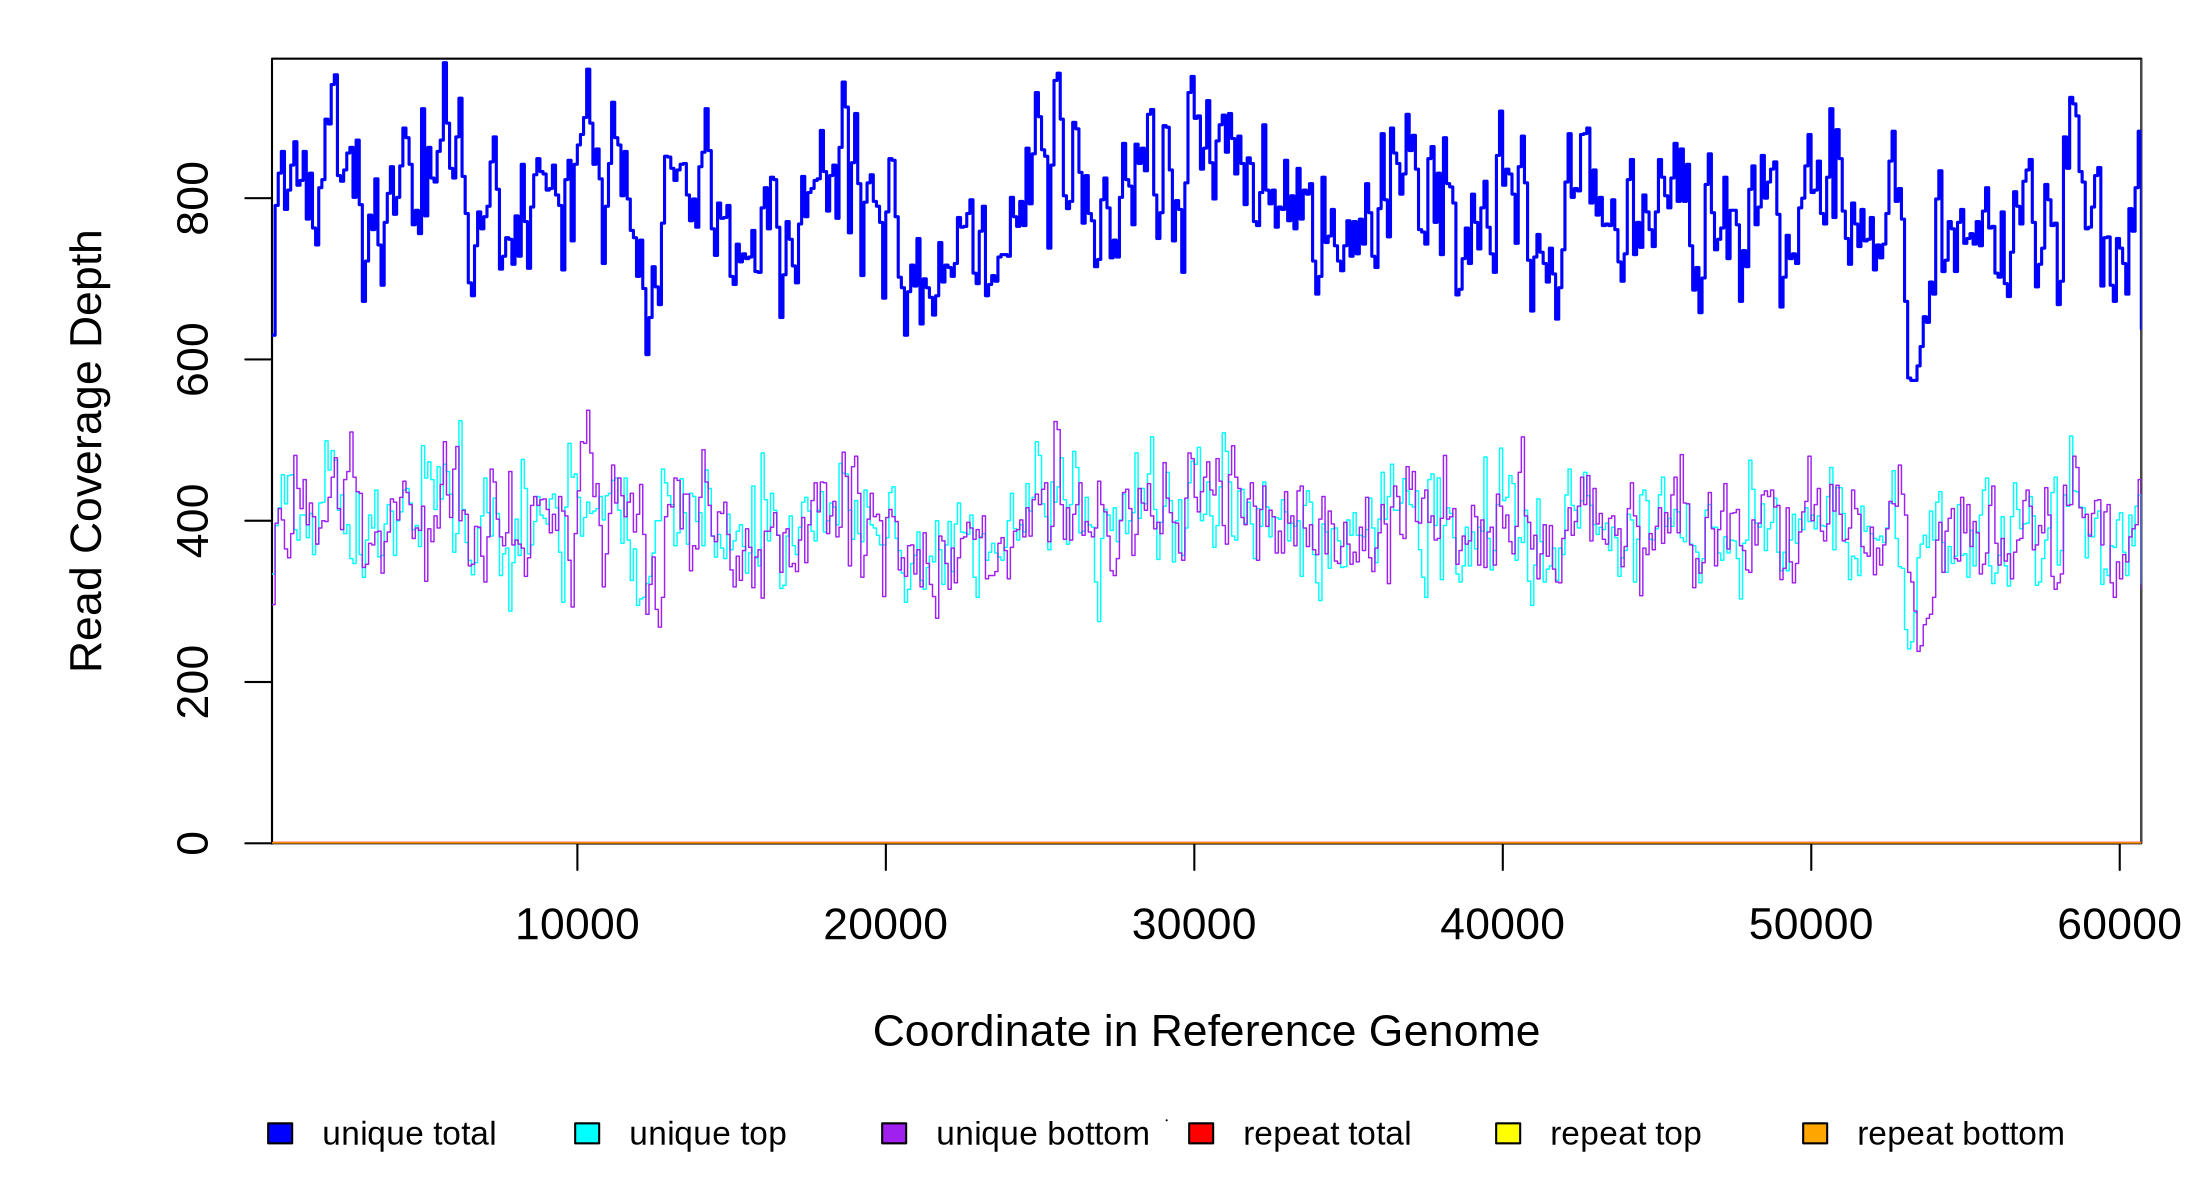 Read Coverage Depth
800
600
400
200
0
10000 20000 30000 40000 50000 60000
Coordinate in Reference Genome
unique total unique top unique bottom repeat total repeat top repeat bottom